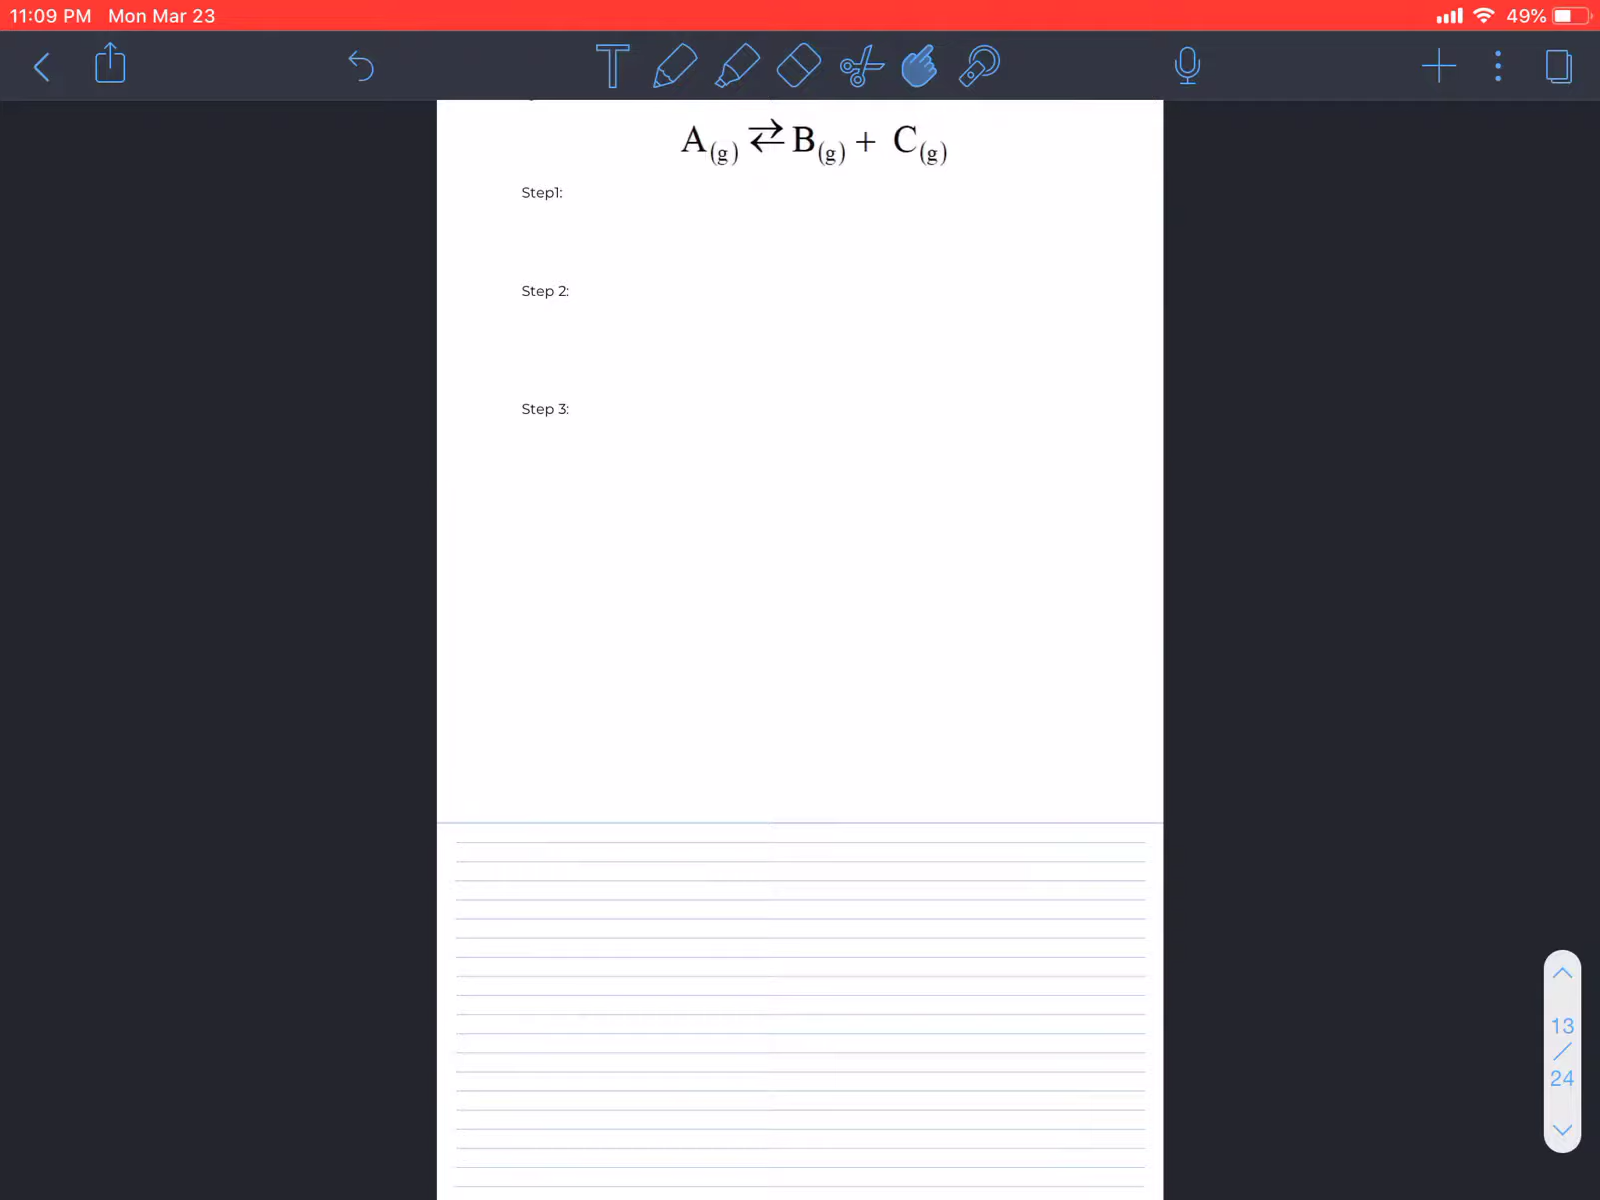 11:09 PM Mon Mar 23 49%
A(g) ⇄ B(g) + C(g)
Step1:
Step 2:
Step 3:
13
/
24